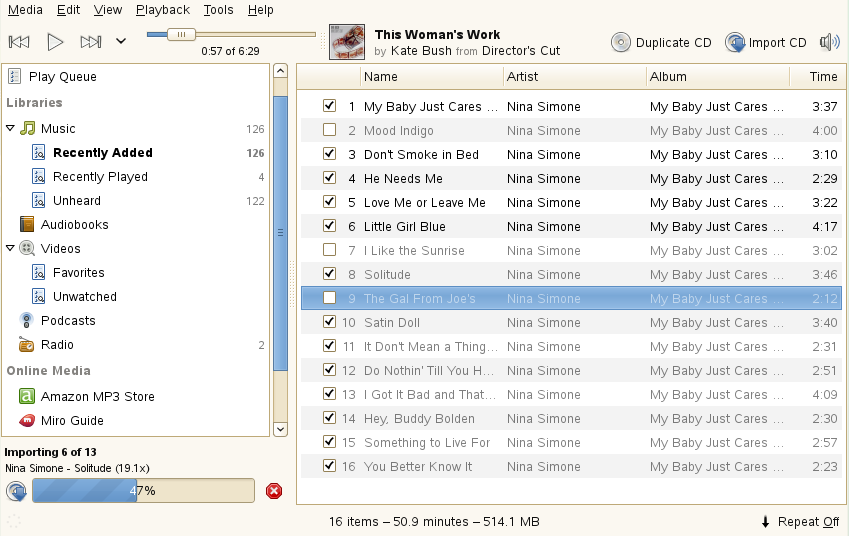 Media Edit View Playback Tools Help
0:57 of 6:29
This Woman's Work
by Kate Bush from Director's Cut
Duplicate CD
Import CD
Play Queue
Libraries
Music 126
Recently Added 126
Recently Played 4
Unheard 122
Audiobooks
Videos
Favorites
Unwatched
Podcasts
Radio 2
Online Media
a Amazon MP3 Store
Miro Guide
Importing 6 of 13
Nina Simone - Solitude (19.1x)
47%
Name Artist Album Time
1 My Baby Just Cares ... Nina Simone My Baby Just Cares ... 3:37
2 Mood Indigo Nina Simone My Baby Just Cares ... 4:00
3 Don't Smoke in Bed Nina Simone My Baby Just Cares ... 3:10
4 He Needs Me Nina Simone My Baby Just Cares ... 2:29
5 Love Me or Leave Me Nina Simone My Baby Just Cares ... 3:22
6 Little Girl Blue Nina Simone My Baby Just Cares ... 4:17
7 I Like the Sunrise Nina Simone My Baby Just Cares ... 3:02
8 Solitude Nina Simone My Baby Just Cares ... 3:46
9 The Gal From Joe's Nina Simone My Baby Just Cares ... 2:12
10 Satin Doll Nina Simone My Baby Just Cares ... 3:40
11 It Don't Mean a Thing... Nina Simone My Baby Just Cares ... 2:31
12 Do Nothin' Till You H... Nina Simone My Baby Just Cares ... 2:51
13 I Got It Bad and That... Nina Simone My Baby Just Cares ... 4:09
14 Hey, Buddy Bolden Nina Simone My Baby Just Cares ... 2:30
15 Something to Live For Nina Simone My Baby Just Cares ... 2:57
16 You Better Know It Nina Simone My Baby Just Cares ... 2:23
16 items – 50.9 minutes – 514.1 MB
Repeat Off